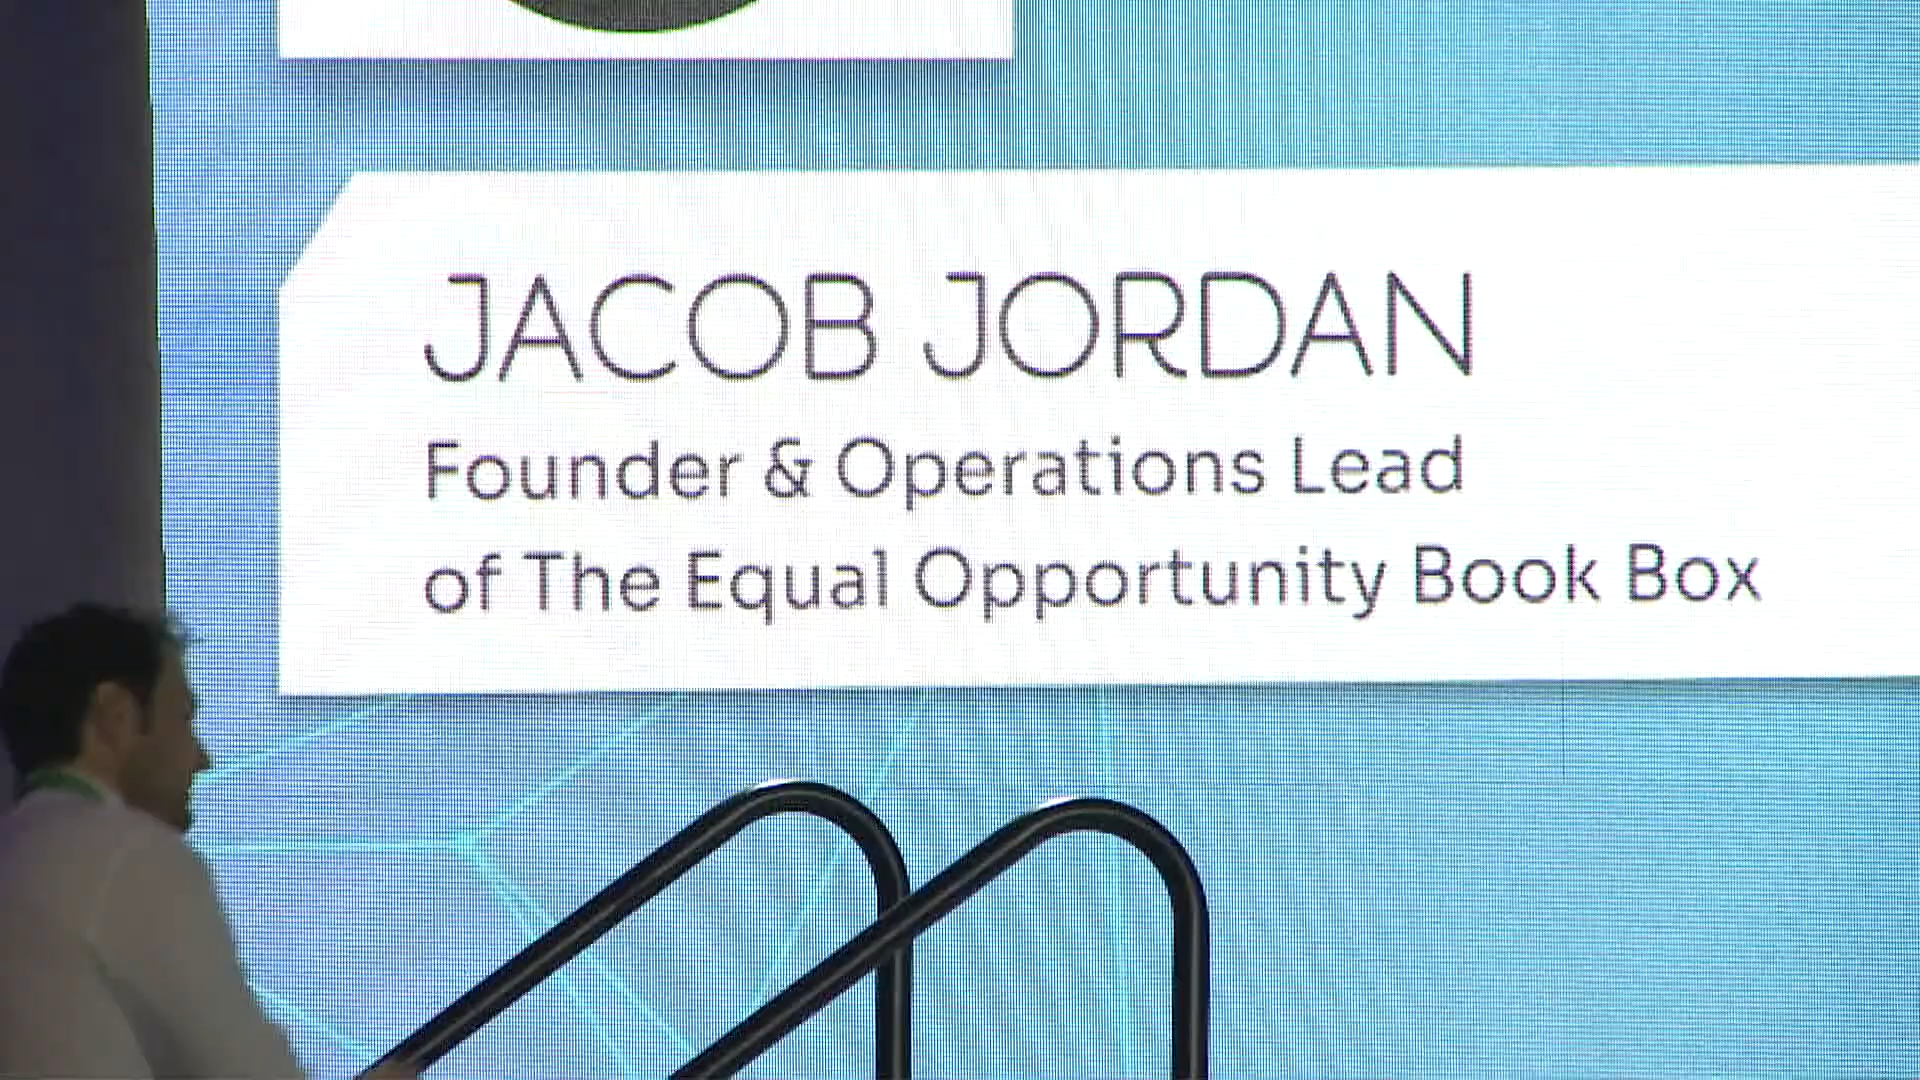 JACOB JORDAN
Founder & Operations Lead
of The Equal Opportunity Book Box